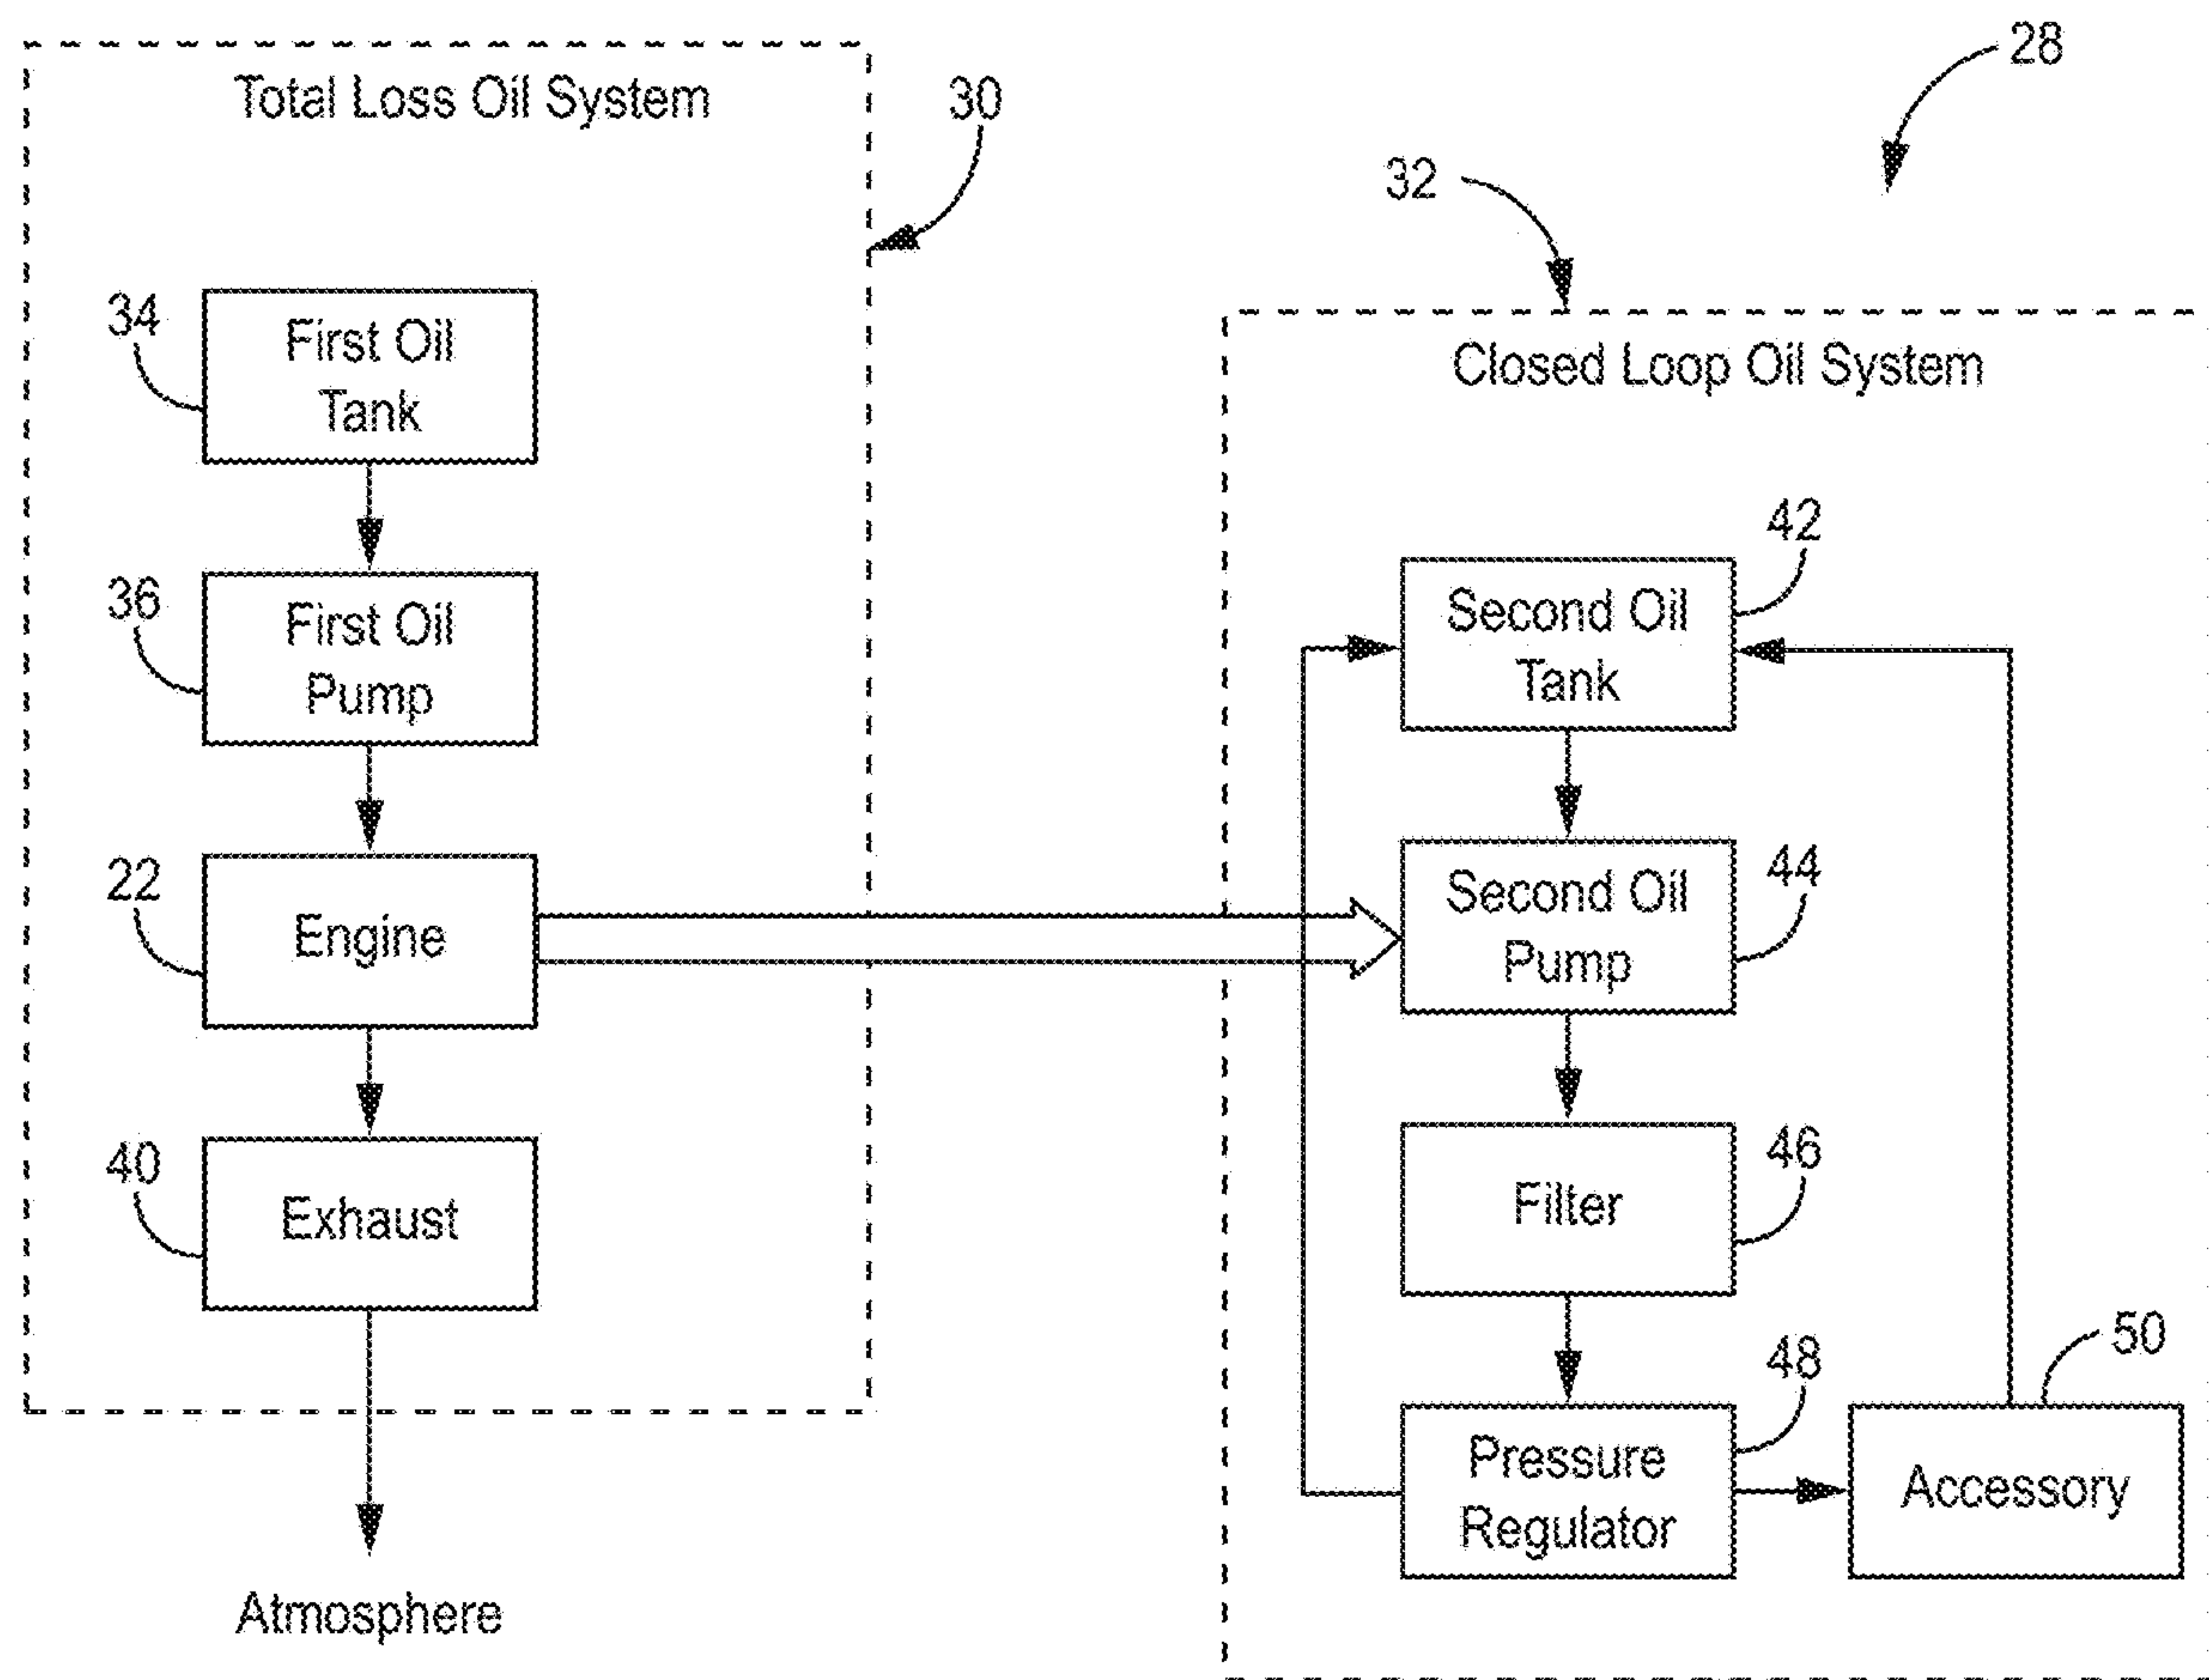 28
Total Loss Oil System
30
32
34
First Oil
Tank
Closed Loop Oil System
36
First Oil
Pump
42
Second Oil
Tank
22
Engine
44
Second Oil
Pump
40
Exhaust
46
Filter
48
Pressure
Regulator
50
Accessory
Atmosphere